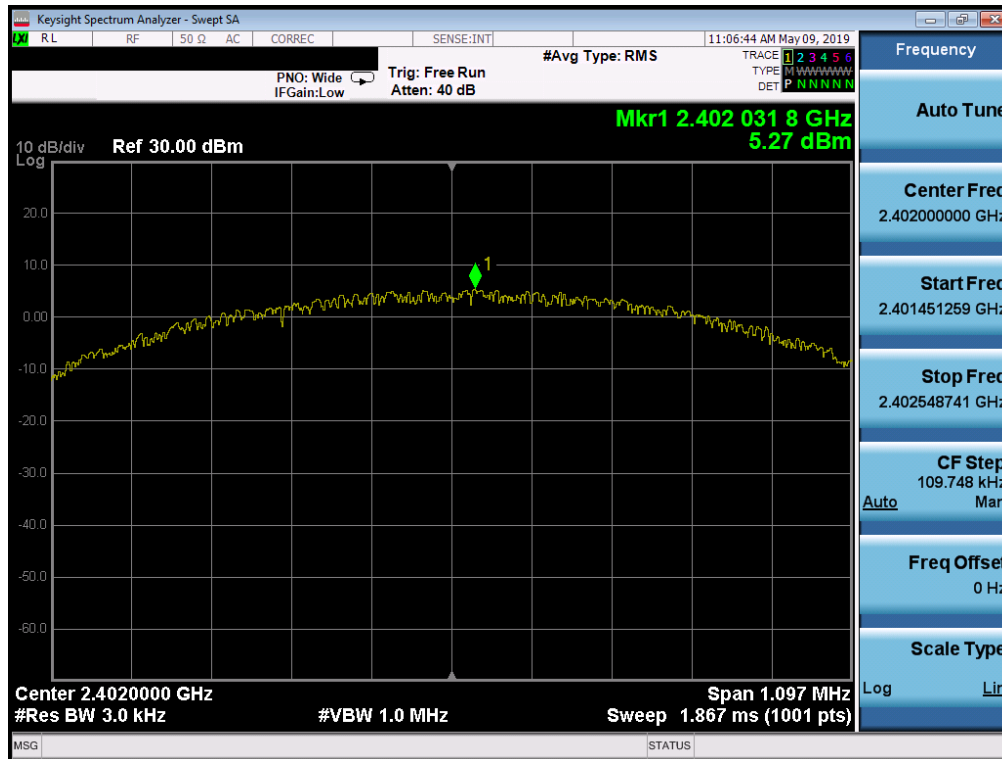 Keysight Spectrum Analyzer - Swept SA
LXI RL RF 50 Ω AC CORREC SENSE:INT 11:06:44 AM May 09, 2019
PNO: Wide
IFGain:Low
Trig: Free Run
Atten: 40 dB
#Avg Type: RMS
TRACE 1 2 3 4 5 6
TYPE M W W W W W
DET P N N N N N
Mkr1 2.402 031 8 GHz
5.27 dBm
10 dB/div Ref 30.00 dBm
Log
20.0
10.0
0.00
-10.0
-20.0
-30.0
-40.0
-50.0
-60.0
1
Center 2.4020000 GHz Span 1.097 MHz
#Res BW 3.0 kHz #VBW 1.0 MHz Sweep 1.867 ms (1001 pts)
MSG STATUS
Frequency
Auto Tune
Center Freq
2.402000000 GHz
Start Freq
2.401451259 GHz
Stop Freq
2.402548741 GHz
CF Step
109.748 kHz
Auto Man
Freq Offset
0 Hz
Scale Type
Log Lin